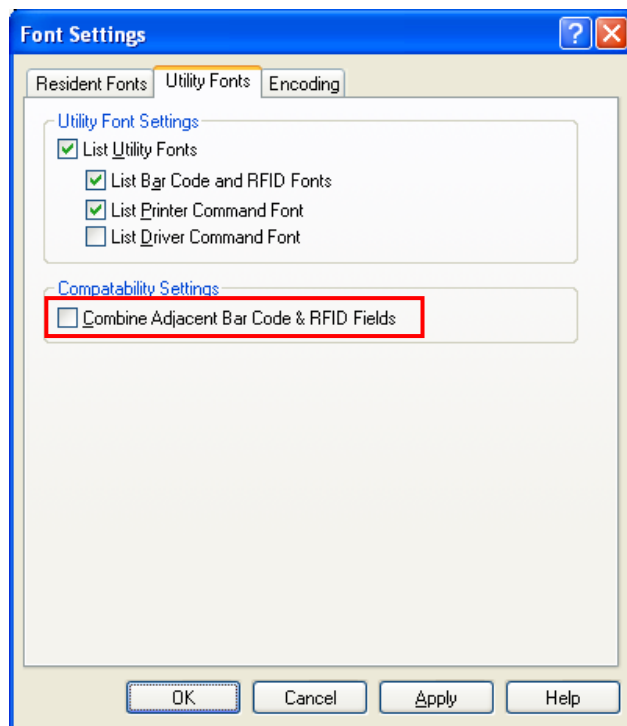 Font Settings
Resident Fonts Utility Fonts Encoding
Utility Font Settings
List Utility Fonts
List Bar Code and RFID Fonts
List Printer Command Font
List Driver Command Font
Compatability Settings
Combine Adjacent Bar Code & RFID Fields
OK Cancel Apply Help